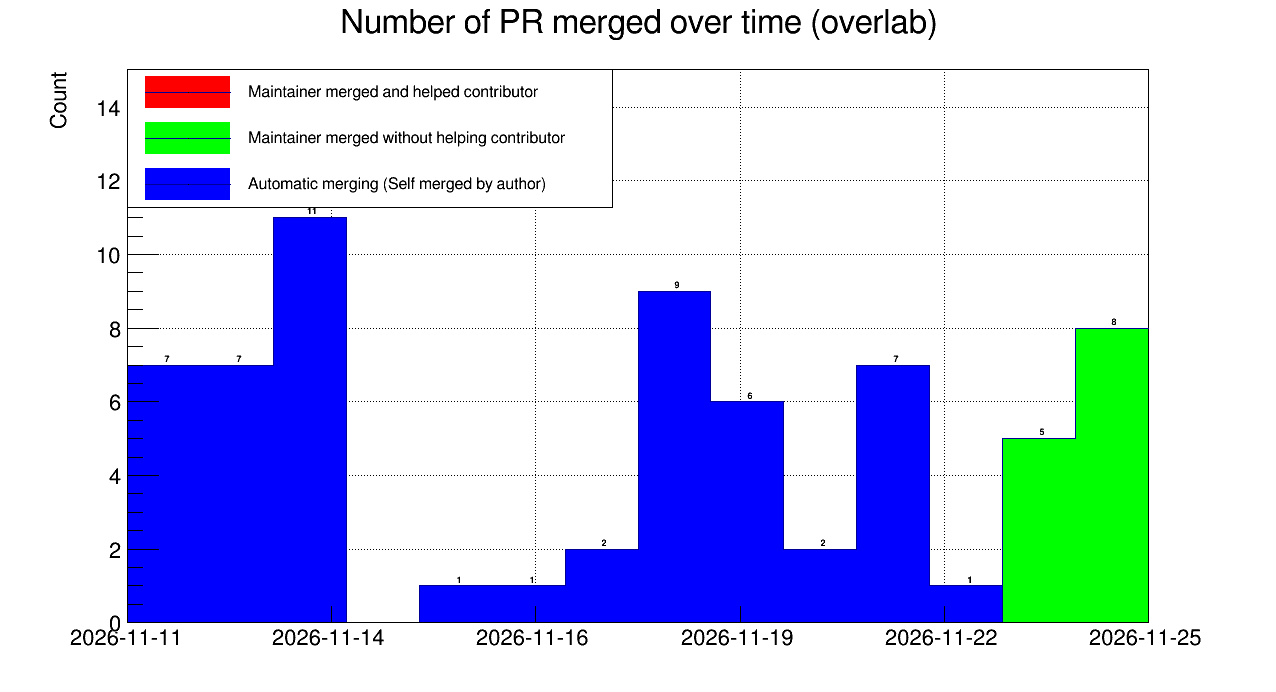 Number of PR merged over time (overlab)
Count
Maintainer merged and helped contributor
Maintainer merged without helping contributor
Automatic merging (Self merged by author)
14
12
10
8
6
4
2
0
7 7 11 1 1 2 9 6 2 7 1 5 8
2026-11-11 2026-11-14 2026-11-16 2026-11-19 2026-11-22 2026-11-25